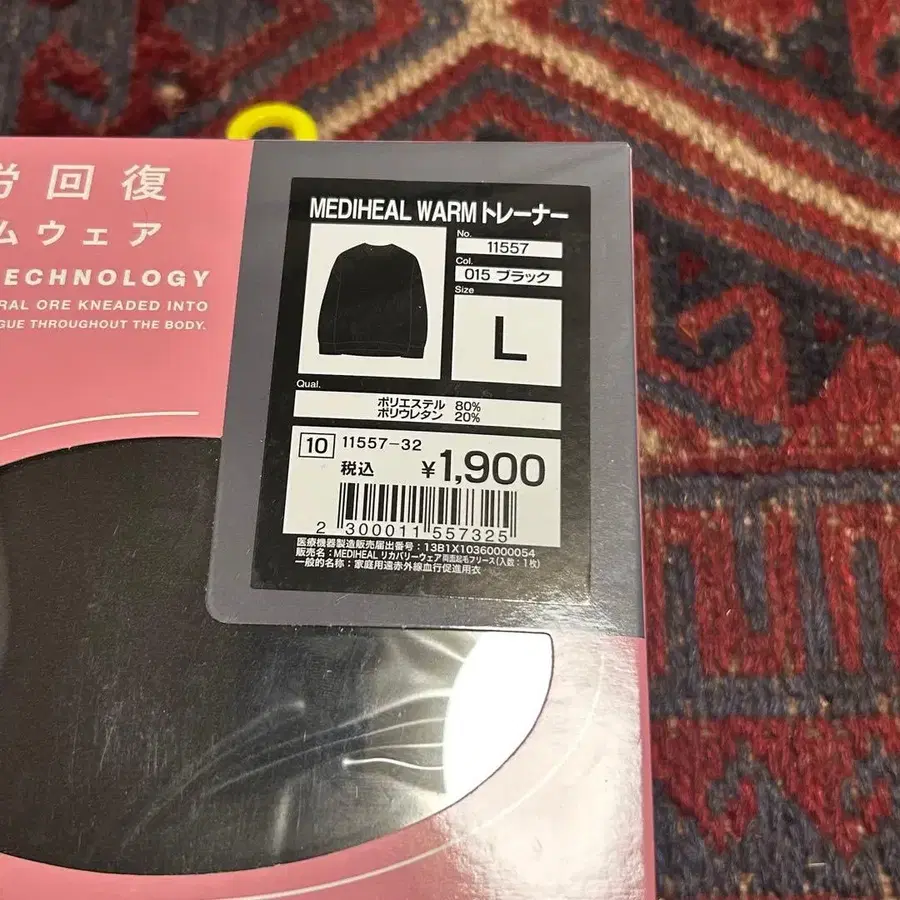 労回復
ムウェア
ECHNOLOGY
RAL ORE KNEADED INTO
GUE THROUGHOUT THE BODY.
MEDIHEAL WARMトレーナー
No.
11557
Col.
015 ブラック
Size
L
Qual.
ポリエステル 80%
ポリウレタン 20%
10 11557-32
税込 ¥1,900
2 300011 557325
医療機器製造販売届出番号：13B1X10360000054
販売名：MEDIHEAL リカバリーウェア両面起毛フリース(入数：1枚)
一般的名称：家庭用遠赤外線血行促進用衣